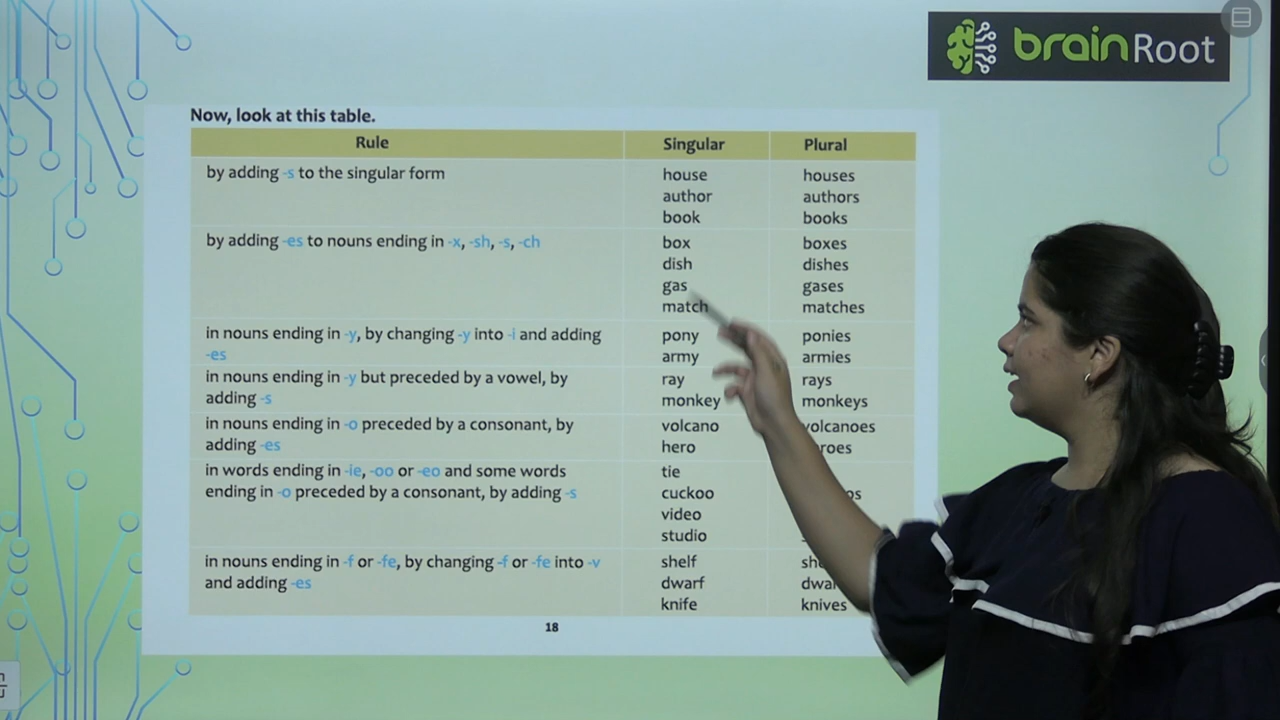 brainRoot
Now, look at this table.
Rule Singular Plural
by adding -s to the singular form house houses
author authors
book books
by adding -es to nouns ending in -x, -sh, -s, -ch box boxes
dish dishes
gas gases
match matches
in nouns ending in -y, by changing -y into -i and adding pony ponies
-es army armies
in nouns ending in -y but preceded by a vowel, by ray rays
adding -s monkey monkeys
in nouns ending in -o preceded by a consonant, by volcano volcanoes
adding -es hero
in words ending in -ie, -oo or -eo and some words tie
ending in -o preceded by a consonant, by adding -s cuckoo
video
studio
in nouns ending in -f or -fe, by changing -f or -fe into -v shelf
and adding -es dwarf
knife knives
18